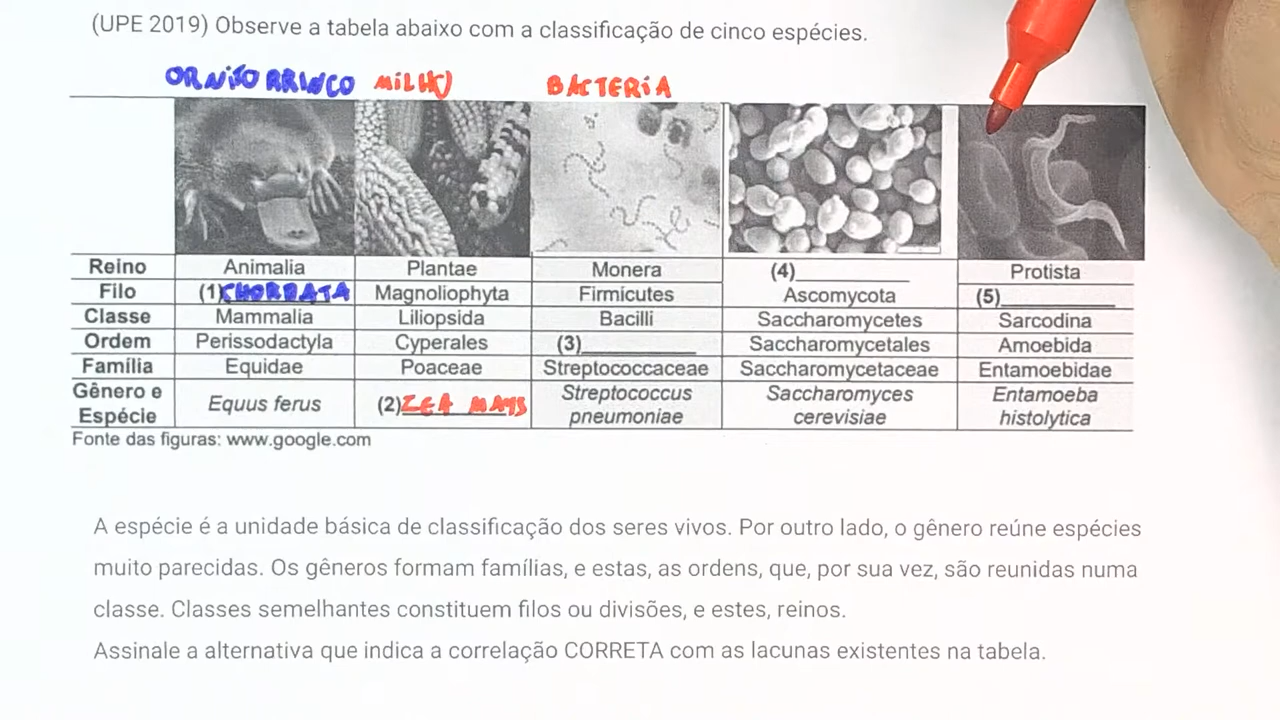 (UPE 2019) Observe a tabela abaixo com a classificação de cinco espécies.
ORNITORRINCO MILHO BACTERIA
Reino Animalia Plantae Monera (4)____________ Protista
Filo (1)CHORDATA Magnoliophyta Firmicutes Ascomycota (5)____________
Classe Mammalia Liliopsida Bacilli Saccharomycetes Sarcodina
Ordem Perissodactyla Cyperales (3)____________ Saccharomycetales Amoebida
Família Equidae Poaceae Streptococcaceae Saccharomycetaceae Entamoebidae
Gênero e Espécie Equus ferus (2)ZEA MAYS Streptococcus pneumoniae Saccharomyces cerevisiae Entamoeba histolytica
Fonte das figuras: www.google.com
A espécie é a unidade básica de classificação dos seres vivos. Por outro lado, o gênero reúne espécies
muito parecidas. Os gêneros formam famílias, e estas, as ordens, que, por sua vez, são reunidas numa
classe. Classes semelhantes constituem filos ou divisões, e estes, reinos.
Assinale a alternativa que indica a correlação CORRETA com as lacunas existentes na tabela.